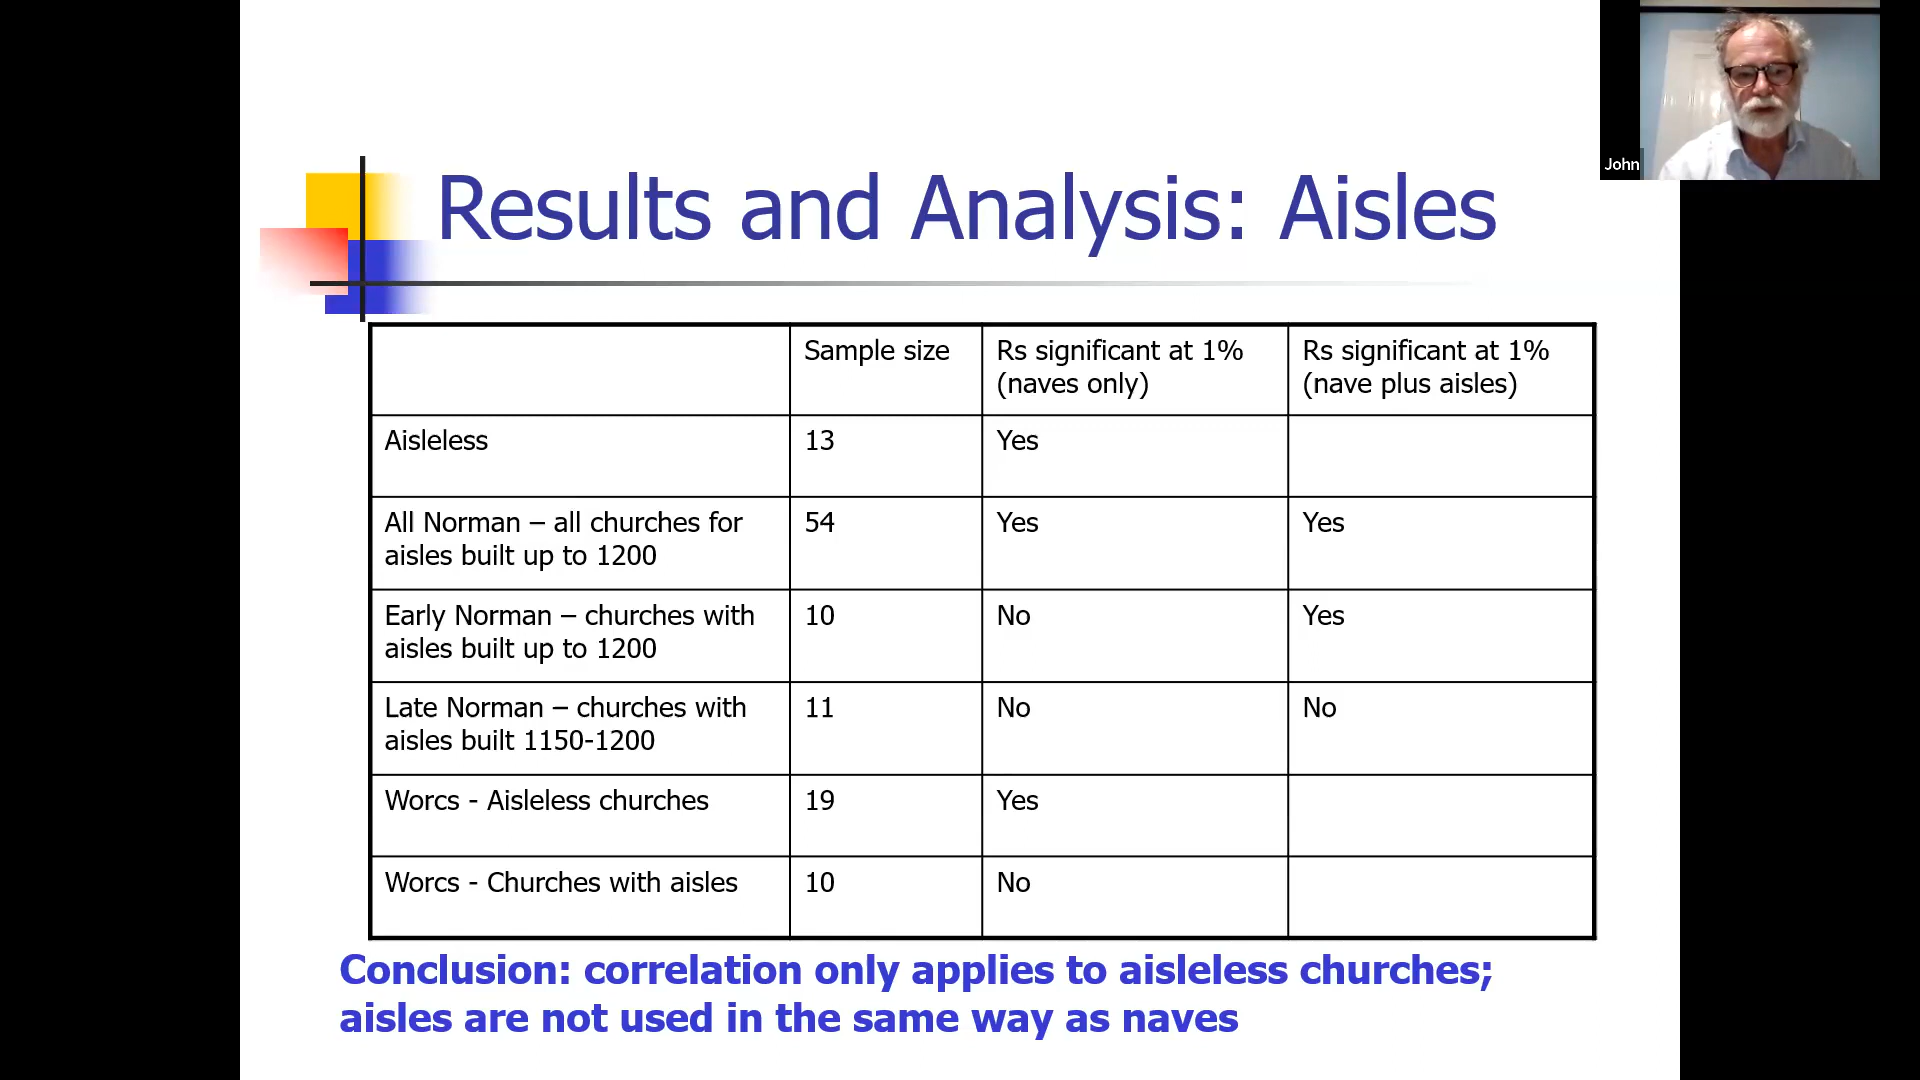 John
Results and Analysis: Aisles
Sample size
Rs significant at 1%
(naves only)
Rs significant at 1%
(nave plus aisles)
Aisleless
13
Yes
All Norman – all churches for
aisles built up to 1200
54
Yes
Yes
Early Norman – churches with
aisles built up to 1200
10
No
Yes
Late Norman – churches with
aisles built 1150-1200
11
No
No
Worcs - Aisleless churches
19
Yes
Worcs - Churches with aisles
10
No
Conclusion: correlation only applies to aisleless churches;
aisles are not used in the same way as naves